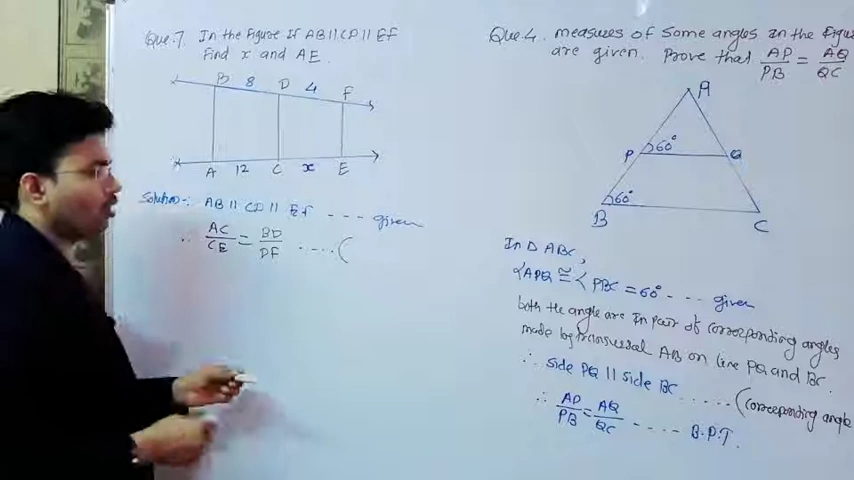 Que.7. In the figure If AB॥CD॥Ef
Find x and AE.
B 8 D 4 F
A 12 C x E
Solution:- AB॥CD॥Ef - - - given
∴ AC/CE = BD/DF .....(
Que.4. measures of Some angles In the figu
are given. Prove that AP/PB = AQ/QC
A
P 60° Q
60°
B C
In D ABC,
∠APQ ≅ ∠PBC = 60° - - - given
both the angle are In pair of corresponding angles
made by transversal AB on line PQ and BC.
∴ Side PQ ॥ Side BC ......(corresponding angle
∴ AP/PB = AQ/QC ----- B.P.T.